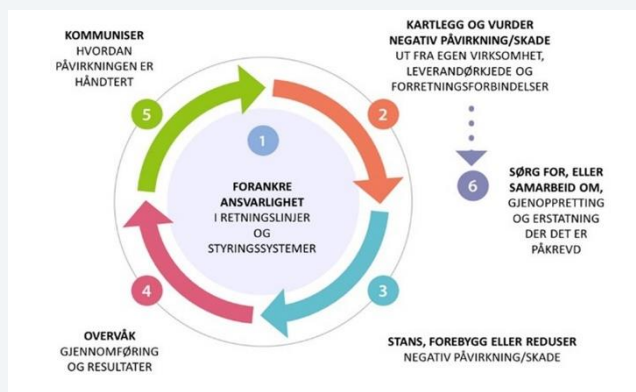 1
FORANKRE
ANSVARLIGHET
I RETNINGSLINJER
OG
STYRINGSSYSTEMER
2
KARTLEGG OG VURDER
NEGATIV PÅVIRKNING/SKADE
UT FRA EGEN VIRKSOMHET,
LEVERANDØRKJEDE OG
FORRETNINGSFORBINDELSER
3
STANS, FOREBYGG ELLER REDUSER
NEGATIV PÅVIRKNING/SKADE
4
OVERVÅK
GJENNOMFØRING
OG RESULTATER
5
KOMMUNISER
HVORDAN
PÅVIRKNINGEN ER
HÅNDTERT
6
SØRG FOR, ELLER
SAMARBEID OM,
GJENOPPRETTING
OG ERSTATNING
DER DET ER
PÅKREVD